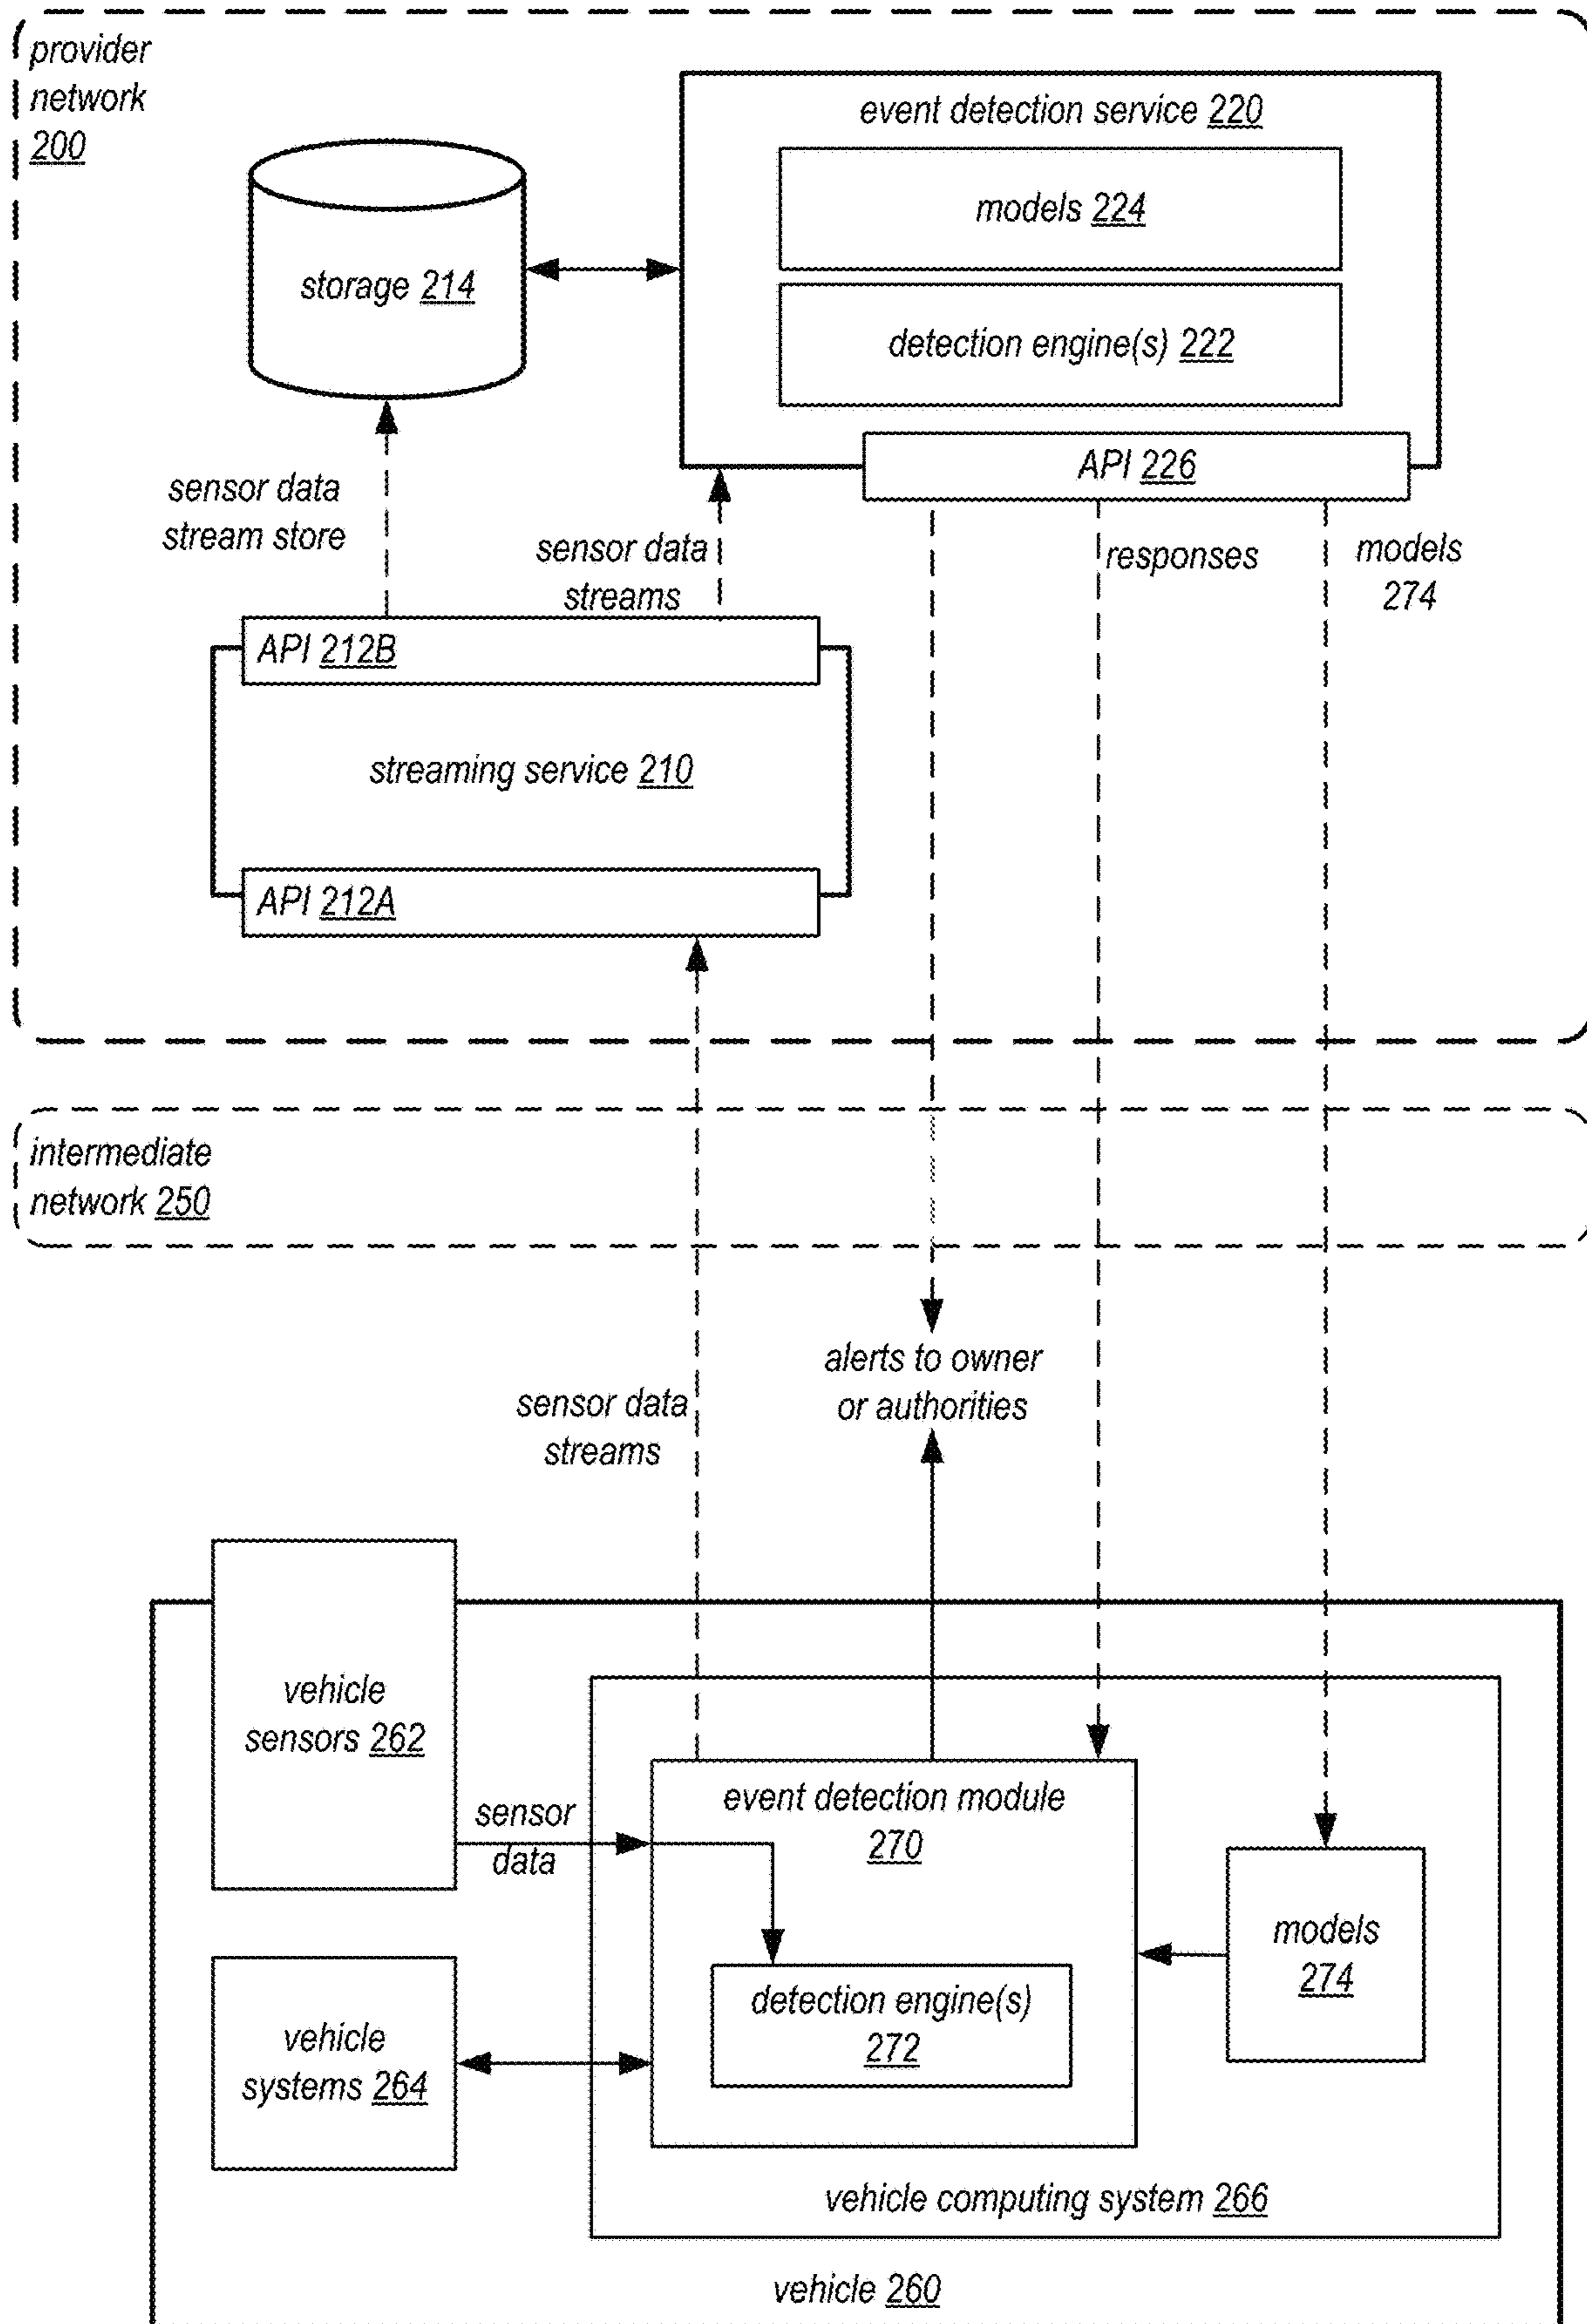 provider
network
200
event detection service 220
models 224
storage 214
detection engine(s) 222
API 226
sensor data
stream store
sensor data
streams
responses
models
274
API 212B
streaming service 210
API 212A
intermediate
network 250
alerts to owner
or authorities
sensor data
streams
vehicle
sensors 262
sensor
data
event detection module
270
models
274
detection engine(s)
272
vehicle
systems 264
vehicle computing system 266
vehicle 260